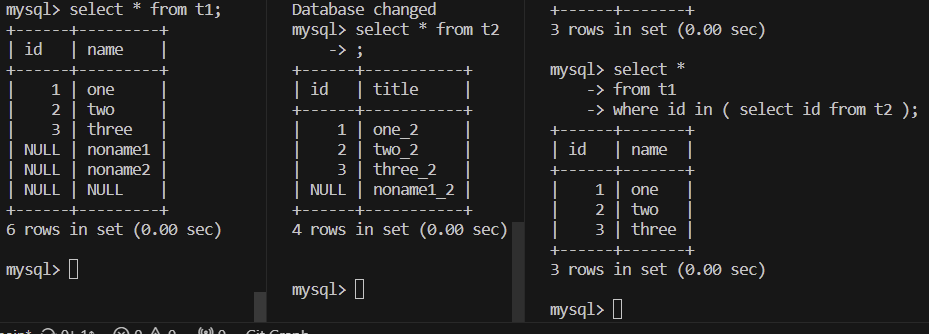 mysql> select * from t1;
+------+---------+
| id   | name    |
+------+---------+
|    1 | one     |
|    2 | two     |
|    3 | three   |
| NULL | noname1 |
| NULL | noname2 |
| NULL | NULL    |
+------+---------+
6 rows in set (0.00 sec)
mysql>
Database changed
mysql> select * from t2
    -> ;
+------+-----------+
| id   | title     |
+------+-----------+
|    1 | one_2     |
|    2 | two_2     |
|    3 | three_2   |
| NULL | noname1_2 |
+------+-----------+
4 rows in set (0.00 sec)
mysql>
+------+-------+
3 rows in set (0.00 sec)
mysql> select *
    -> from t1
    -> where id in ( select id from t2 );
+------+-------+
| id   | name  |
+------+-------+
|    1 | one   |
|    2 | two   |
|    3 | three |
+------+-------+
3 rows in set (0.00 sec)
mysql>